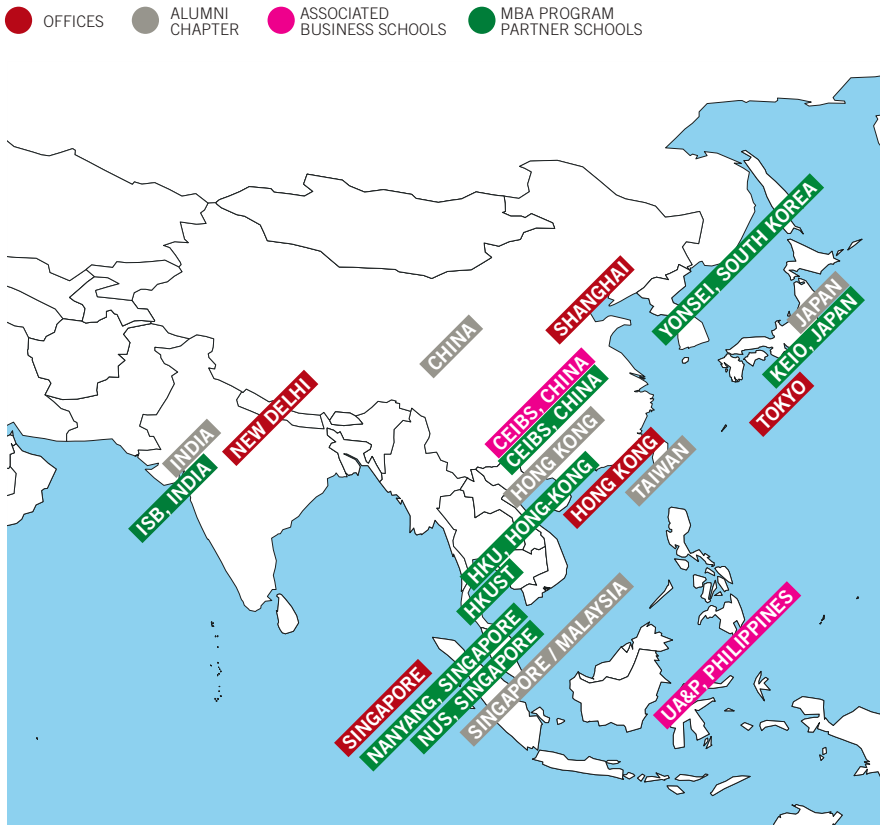 OFFICES
ALUMNI
CHAPTER
ASSOCIATED
BUSINESS SCHOOLS
MBA PROGRAM
PARTNER SCHOOLS
YONSEI, SOUTH KOREA
SHANGHAI
JAPAN
KEIO, JAPAN
CHINA
TOKYO
CEIBS, CHINA
CEIBS, CHINA
NEW DELHI
INDIA
ISB, INDIA
HONG KONG
HONG KONG
TAIWAN
HKU, HONG-KONG
HKUST
SINGAPORE / MALAYSIA
UA&P, PHILIPPINES
SINGAPORE
NANYANG, SINGAPORE
NUS, SINGAPORE